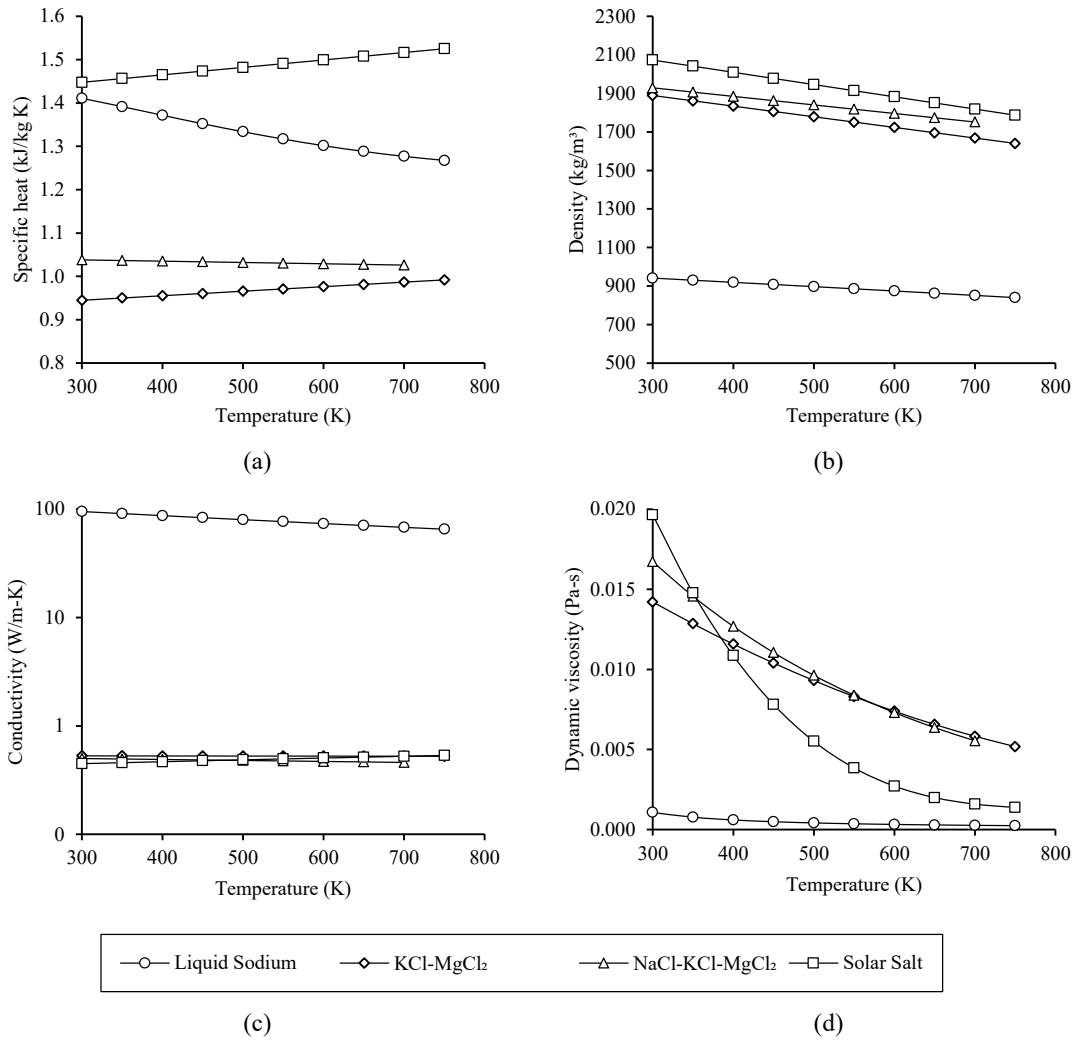 Specific heat (kJ/kg K)
1.6
1.5
1.4
1.3
1.2
1.1
1.0
0.9
0.8
300 400 500 600 700 800
Temperature (K)
(a)
Density (kg/m³)
2300
2100
1900
1700
1500
1300
1100
900
700
500
300 400 500 600 700 800
Temperature (K)
(b)
Conductivity (W/m-K)
100
10
1
0
300 400 500 600 700 800
Temperature (K)
Dynamic viscosity (Pa-s)
0.020
0.015
0.010
0.005
0.000
300 400 500 600 700 800
Temperature (K)
Liquid Sodium KCl-MgCl₂ NaCl-KCl-MgCl₂ Solar Salt
(c) (d)